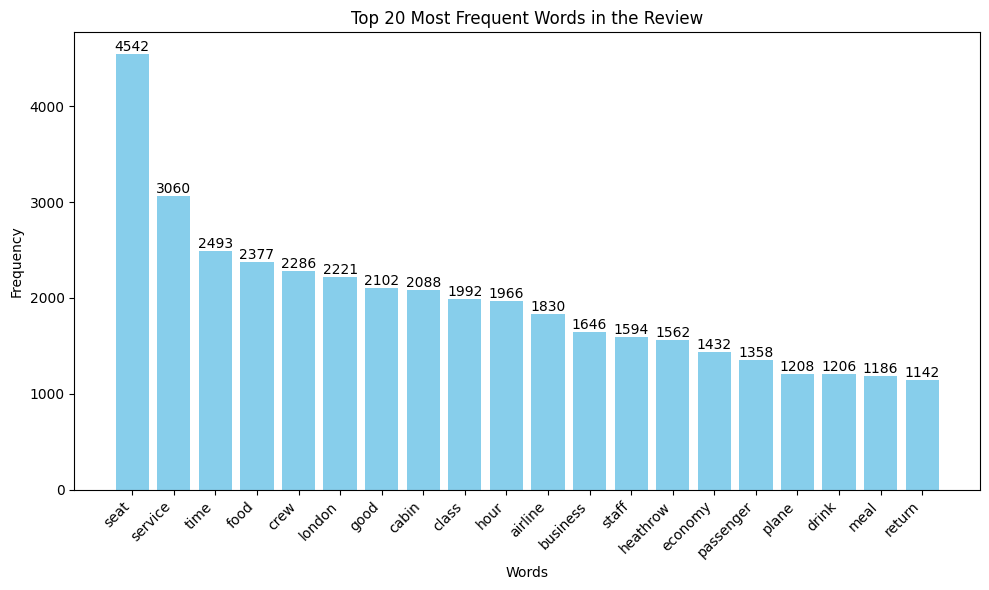 Top 20 Most Frequent Words in the Review
4542
3060
2493
2377
2286
2221
2102
2088
1992
1966
1830
1646
1594
1562
1432
1358
1208
1206
1186
1142
4000
3000
2000
1000
0
Frequency
seat
service
time
food
crew
london
good
cabin
class
hour
airline
business
staff
heathrow
economy
passenger
plane
drink
meal
return
Words